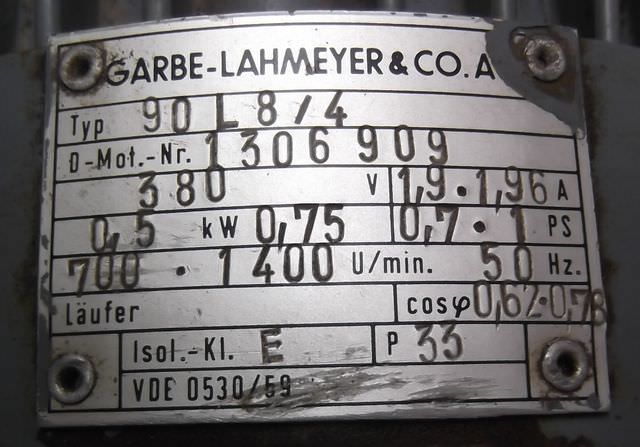 GARBE-LAHMEYER & CO. A
Typ 90 L 8/4
D-Mot.-Nr. 1306909
380 V 1,9 · 1,96 A
0,5 kW 0,75 0,7 · 1 PS
700 · 1400 U/min. 50 Hz.
Läufer cosφ 0,62·0,78
Isol.-Kl. E P 33
VDE 0530/59